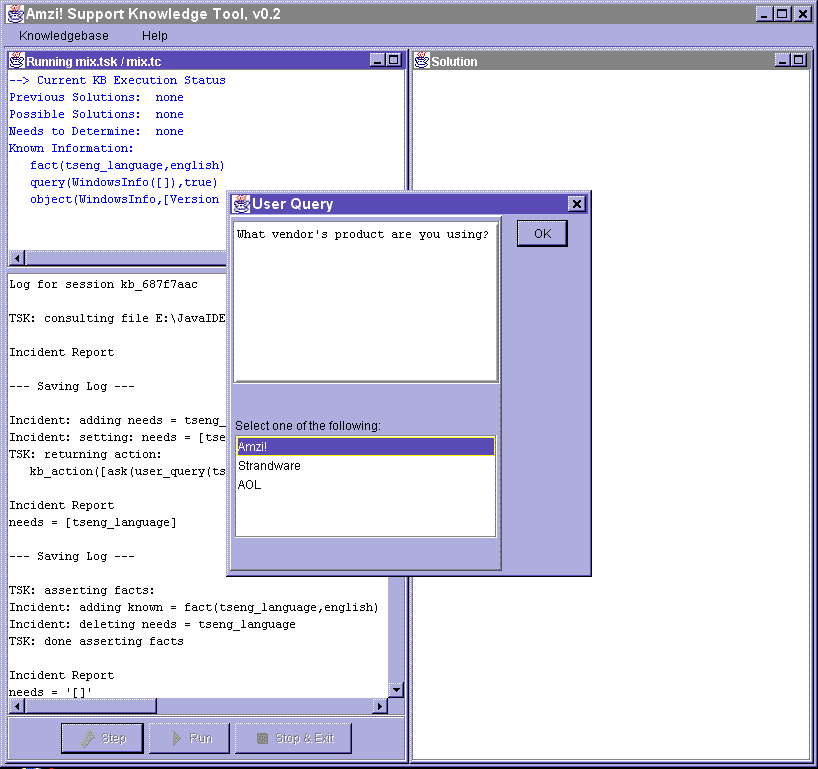 Amzi! Support Knowledge Tool, v0.2
Knowledgebase Help
Running mix.tsk / mix.tc
--> Current KB Execution Status
Previous Solutions: none
Possible Solutions: none
Needs to Determine: none
Known Information:
fact(tseng_language,english)
query(WindowsInfo([]),true)
object(WindowsInfo,[Version
Log for session kb_687f7aac
TSK: consulting file E:\JavaIDE
Incident Report
--- Saving Log ---
Incident: adding needs = tseng_
Incident: setting: needs = [tse
TSK: returning action:
kb_action([ask(user_query(ts
Incident Report
needs = [tseng_language]
--- Saving Log ---
TSK: asserting facts:
Incident: adding known = fact(tseng_language,english)
Incident: deleting needs = tseng_language
TSK: done asserting facts
Incident Report
needs = '[]'
Step Run Stop & Exit
Solution
User Query
What vendor's product are you using?
OK
Select one of the following:
Amzi!
Strandware
AOL